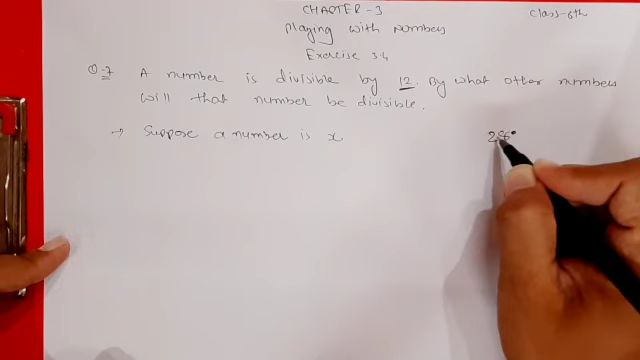 CHAPTER-3
Class-6th
Playing with Numbers
Exercise 3.4
Q-7 A number is divisible by 12. By what other numbers
will that number be divisible.
→ Suppose a number is x